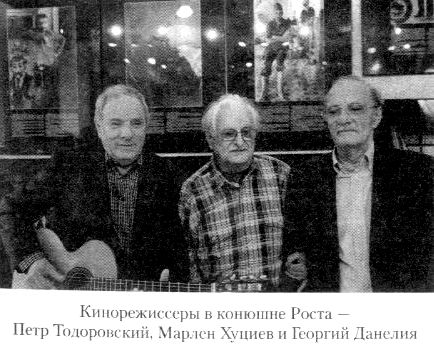 Кинорежиссеры в конюшне Роста —
Петр Тодоровский, Марлен Хуциев и Георгий Данелия